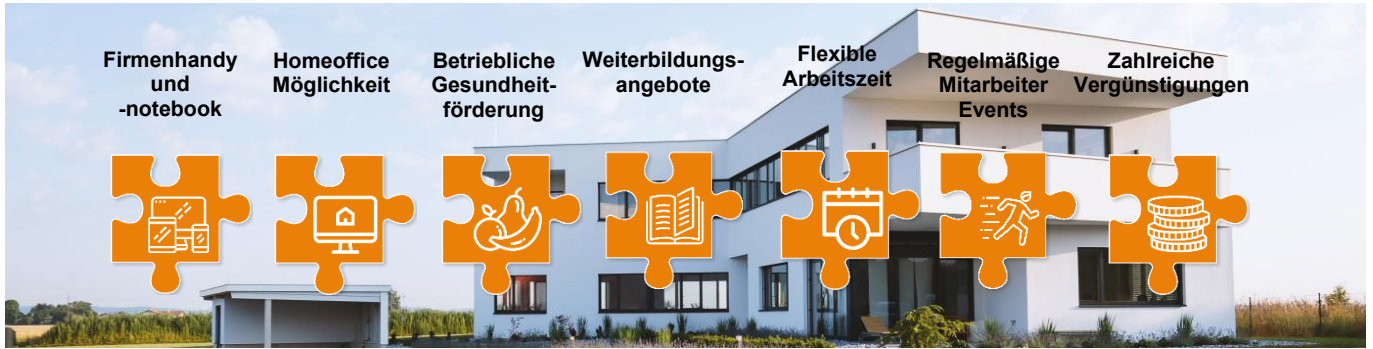 Firmenhandy
und
-notebook
Homeoffice
Möglichkeit
Betriebliche
Gesundheit-
förderung
Weiterbildungs-
angebote
Flexible
Arbeitszeit
Regelmäßige
Mitarbeiter
Events
Zahlreiche
Vergünstigungen